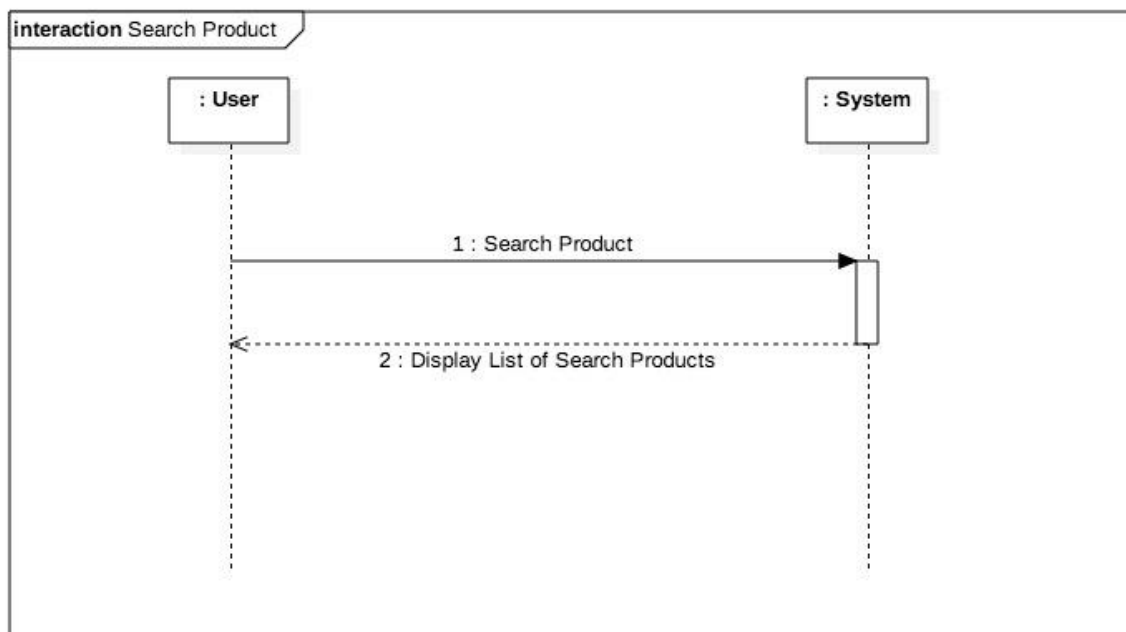 interaction Search Product
: User
: System
1 : Search Product
2 : Display List of Search Products